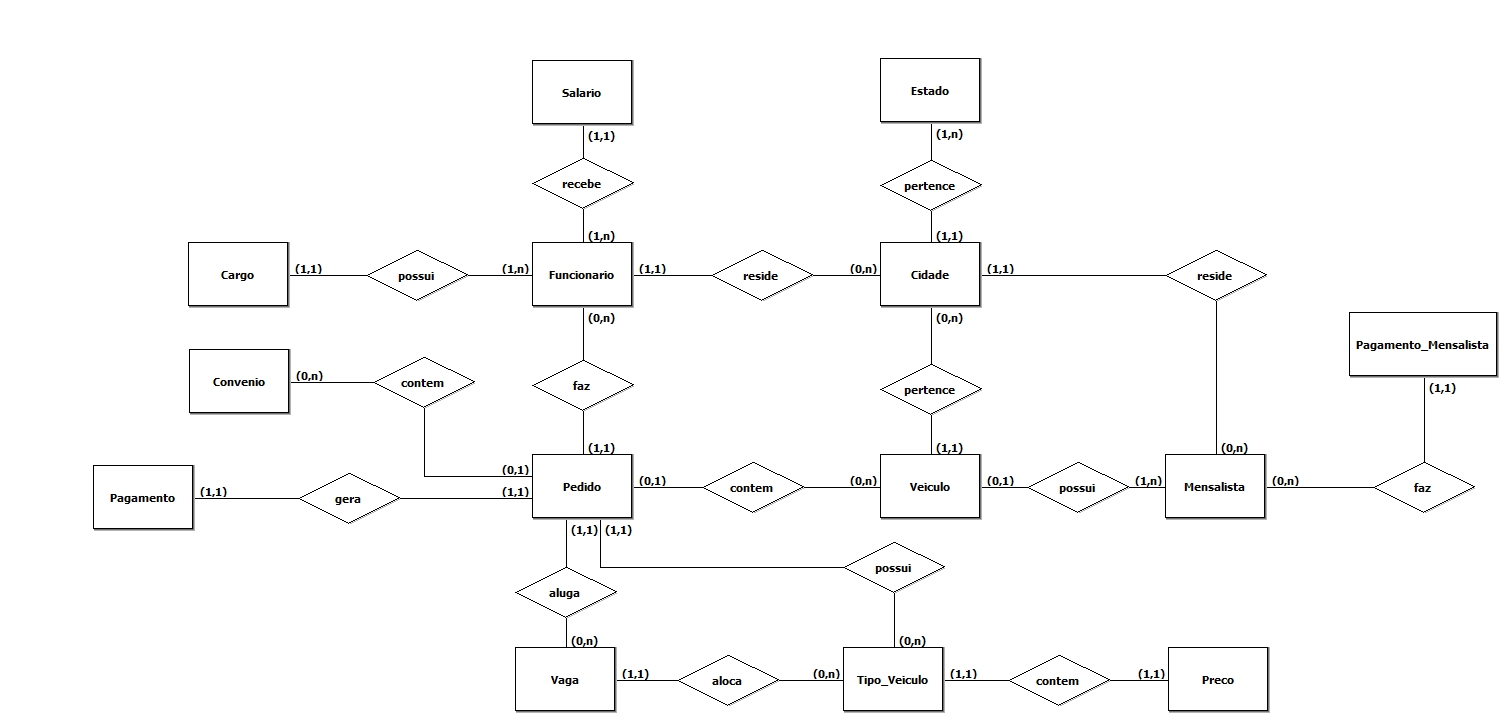 Salario
Estado
(1,1)
(1,n)
recebe
pertence
(1,n)
(1,1)
Cargo
(1,1)
possui
(1,n)
Funcionario
(1,1)
reside
(0,n)
Cidade
(1,1)
reside
(0,n)
(0,n)
Pagamento_Mensalista
Convenio
(0,n)
contem
faz
pertence
(1,1)
(1,1)
(1,1)
(0,n)
(0,1)
Pagamento
(1,1)
gera
(1,1)
Pedido
(0,1)
contem
(0,n)
Veiculo
(0,1)
possui
(1,n)
Mensalista
(0,n)
faz
(1,1)
(1,1)
possui
aluga
(0,n)
(0,n)
Vaga
(1,1)
aloca
(0,n)
Tipo_Veiculo
(1,1)
contem
(1,1)
Preco